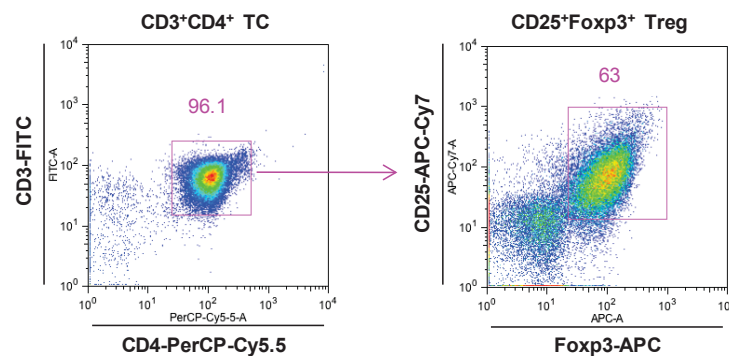 CD3⁺CD4⁺ TC
CD3-FITC
FITC-A
10⁴
10³
10²
10¹
10⁰
96.1
10⁰ 10¹ 10² 10³ 10⁴
PerCP-Cy5-5-A
CD4-PerCP-Cy5.5
CD25⁺Foxp3⁺ Treg
CD25-APC-Cy7
APC-Cy7-A
10⁴
10³
10²
10¹
10⁰
63
10⁰ 10¹ 10² 10³ 10⁴
APC-A
Foxp3-APC